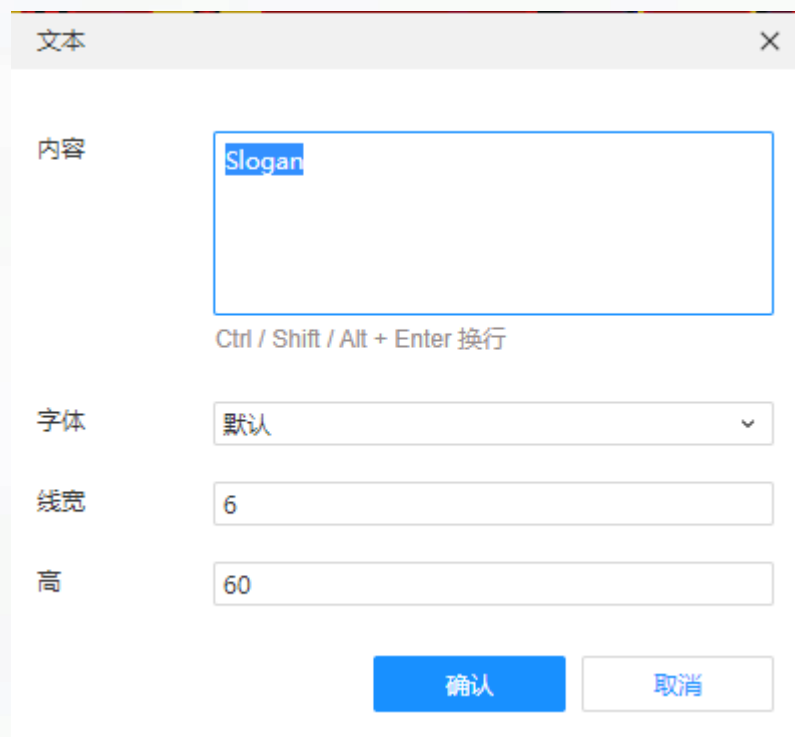 文本
内容
Slogan
Ctrl / Shift / Alt + Enter 换行
字体
默认
线宽
6
高
60
确认
取消